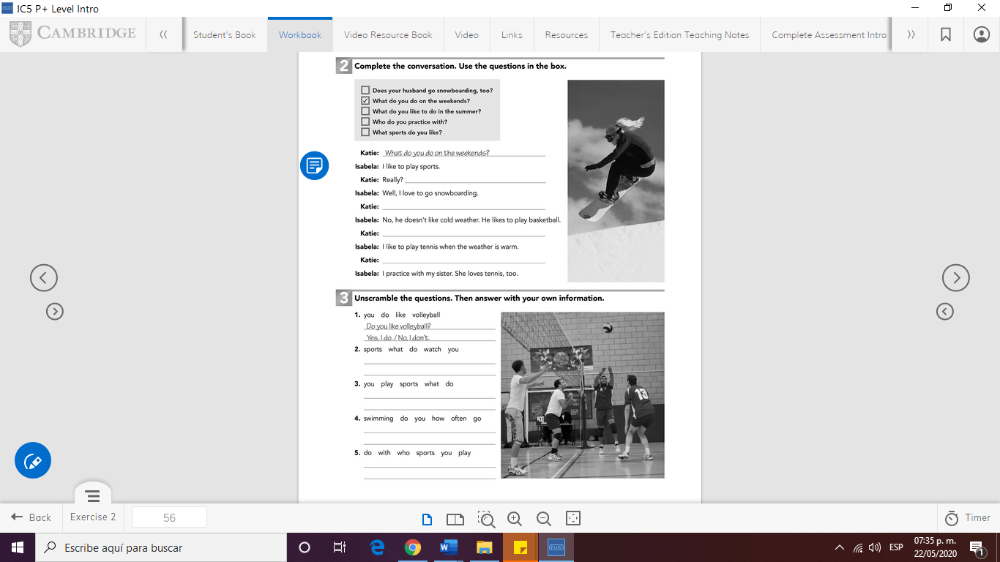 IC5 P+ Level Intro
CAMBRIDGE
Student's Book
Workbook
Video Resource Book
Video
Links
Resources
Teacher's Edition Teaching Notes
Complete Assessment Intro
2 Complete the conversation. Use the questions in the box.
Does your husband go snowboarding, too?
What do you do on the weekends?
What do you like to do in the summer?
Who do you practice with?
What sports do you like?
Katie: What do you do on the weekends?
Isabela: I like to play sports.
Katie: Really?
Isabela: Well, I love to go snowboarding.
Katie:
Isabela: No, he doesn't like cold weather. He likes to play basketball.
Katie:
Isabela: I like to play tennis when the weather is warm.
Katie:
Isabela: I practice with my sister. She loves tennis, too.
3 Unscramble the questions. Then answer with your own information.
1. you do like volleyball
Do you like volleyball?
Yes, I do. / No, I don't.
2. sports what do watch you
3. you play sports what do
4. swimming do you how often go
5. do with who sports you play
13
Back
Exercise 2
56
Timer
Escribe aquí para buscar
PLUS
ESP
07:35 p. m.
22/05/2020
1